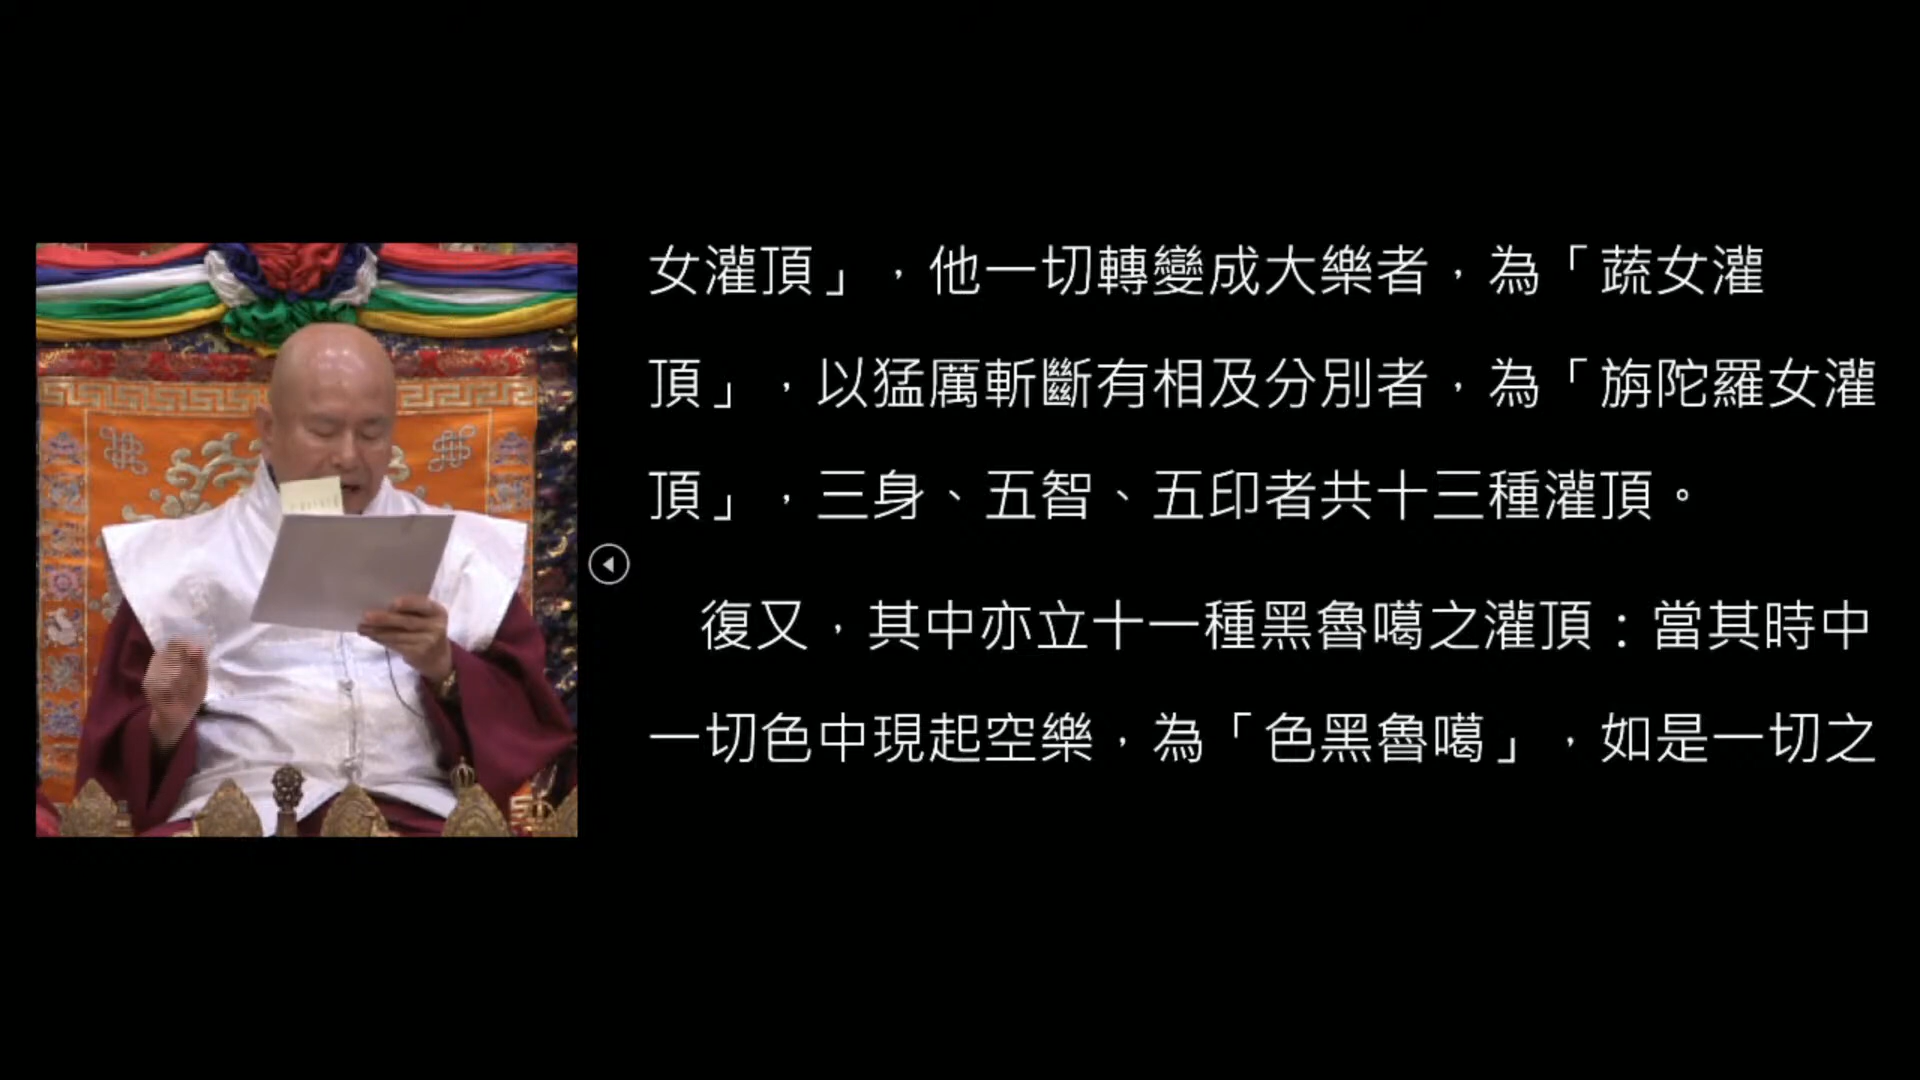 女灌頂」，他一切轉變成大樂者，為「蔬女灌
頂」，以猛厲斬斷有相及分別者，為「旃陀羅女灌
頂」，三身、五智、五印者共十三種灌頂。
復又，其中亦立十一種黑魯噶之灌頂：當其時中
一切色中現起空樂，為「色黑魯噶」，如是一切之